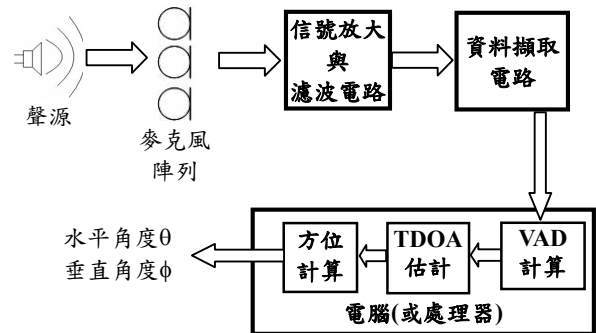 聲源
麥克風
陣列
信號放大
與
濾波電路
資料擷取
電路
VAD
計算
TDOA
估計
方位
計算
電腦(或處理器)
水平角度θ
垂直角度ϕ